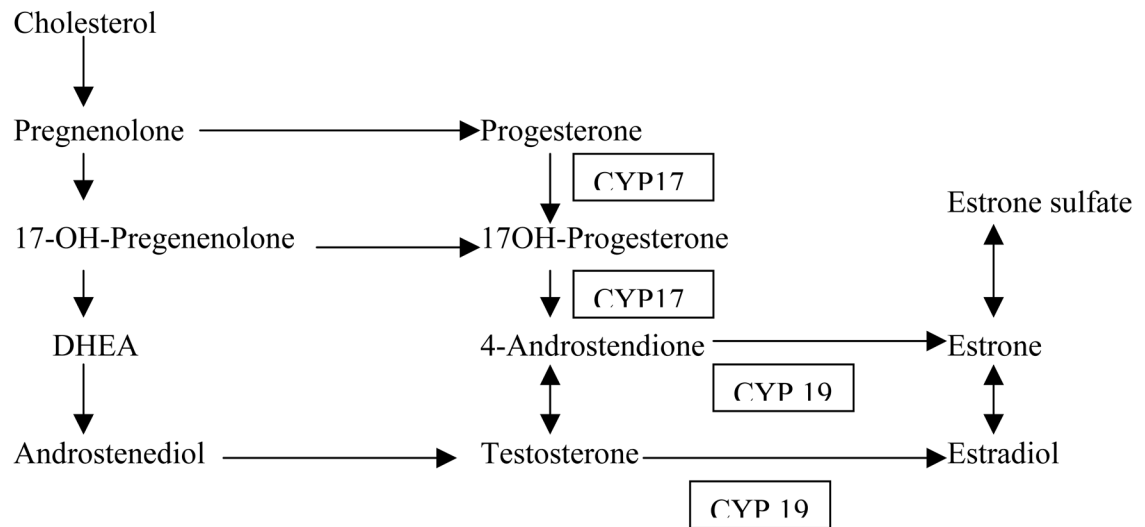 Cholesterol
Pregnenolone
Progesterone
CYP17
Estrone sulfate
17-OH-Pregenenolone
17OH-Progesterone
CYP17
DHEA
4-Androstendione
Estrone
CYP 19
Androstenediol
Testosterone
Estradiol
CYP 19